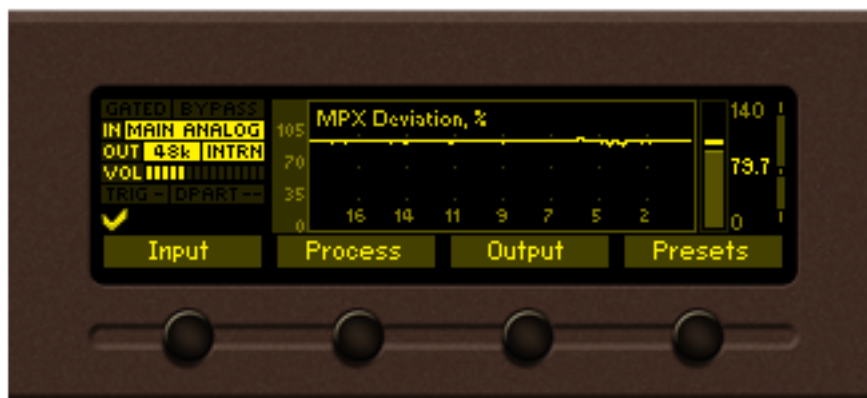 GATED BYPASS
IN MAIN ANALOG
OUT 48k INTRN
VOL
TRIG - DPART --
MPX Deviation, %
105
70
35
0
16 14 11 9 7 5 2
140
79.7
0
Input Process Output Presets